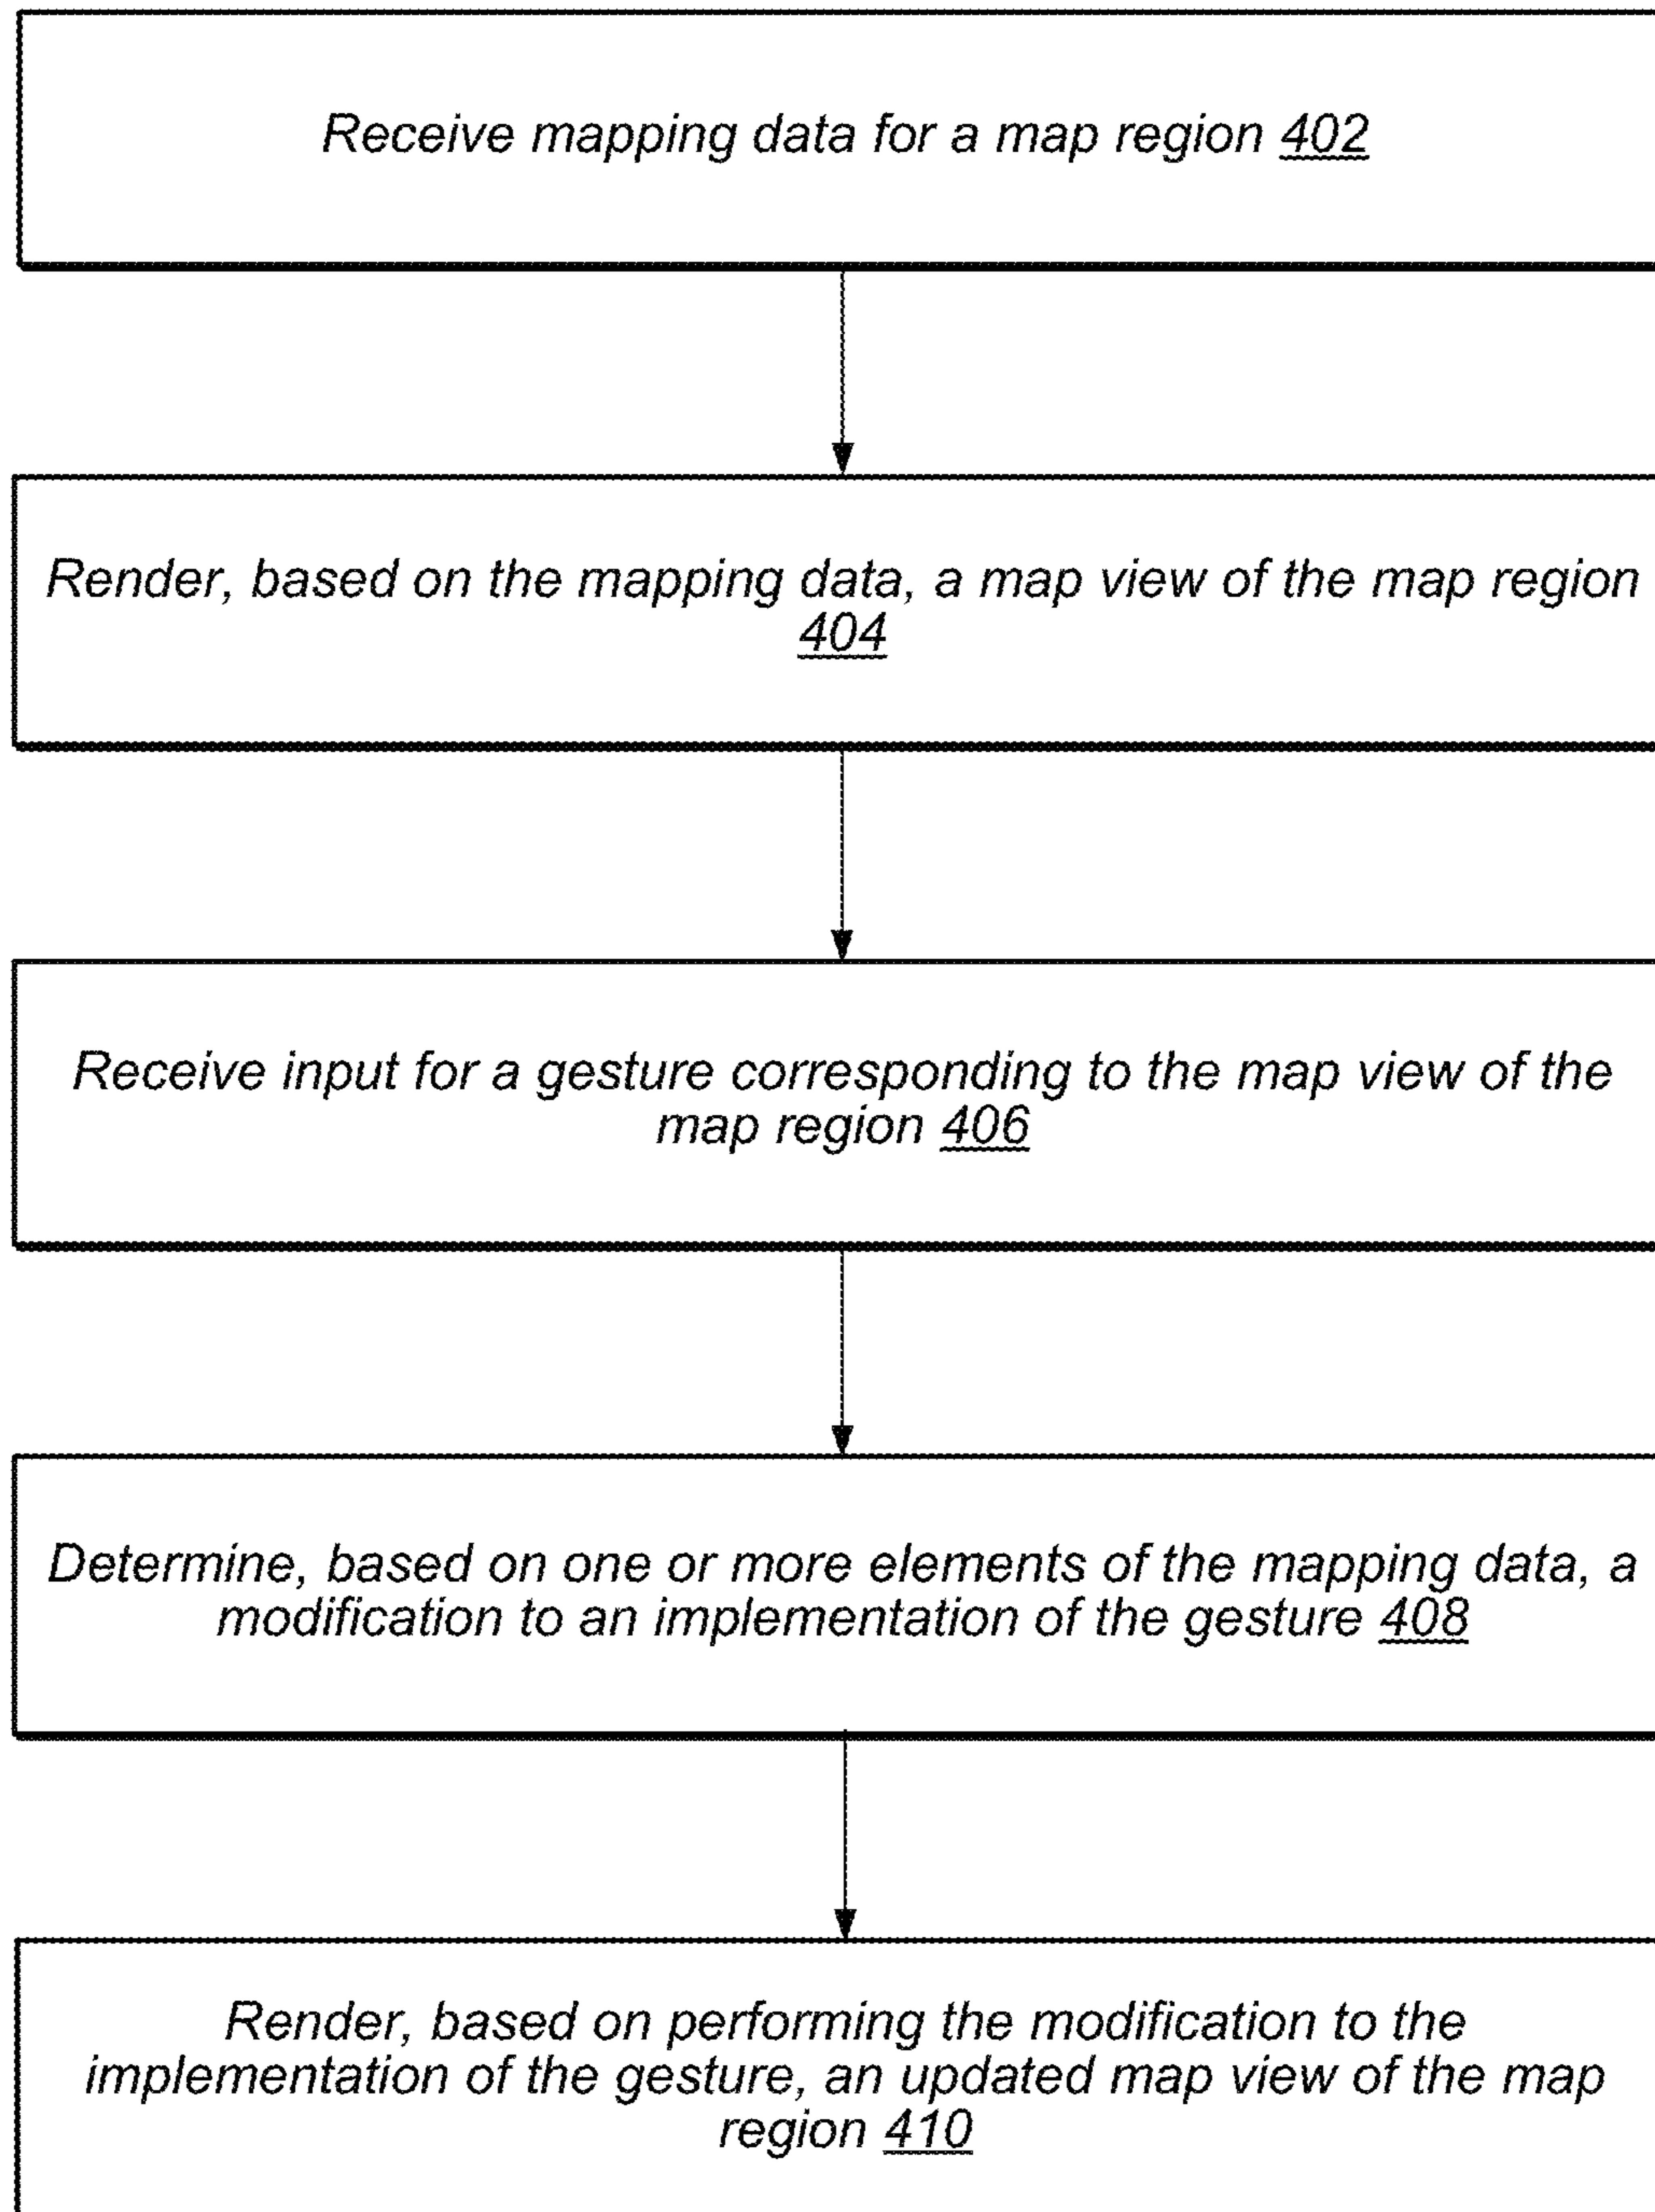 Receive mapping data for a map region 402
Render, based on the mapping data, a map view of the map region
404
Receive input for a gesture corresponding to the map view of the
map region 406
Determine, based on one or more elements of the mapping data, a
modification to an implementation of the gesture 408
Render, based on performing the modification to the
implementation of the gesture, an updated map view of the map
region 410